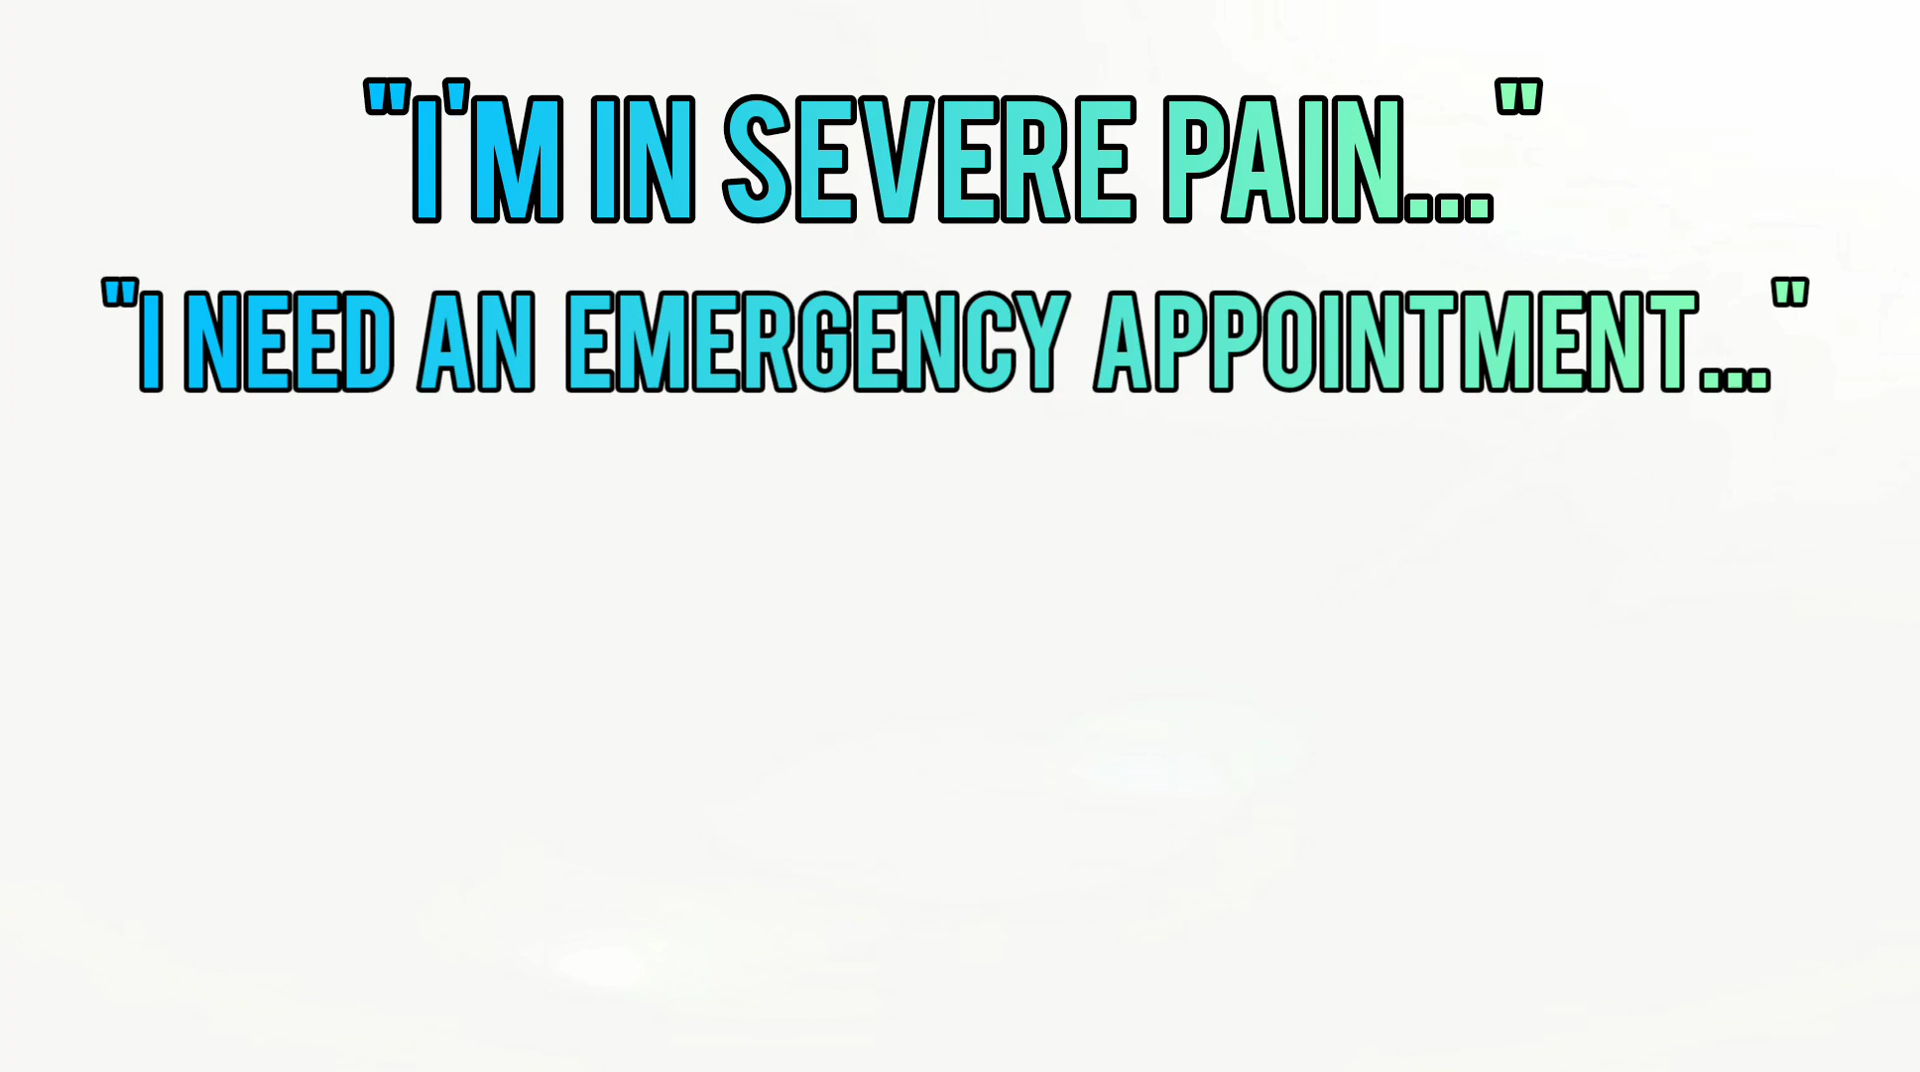 "I'M IN SEVERE PAIN..."
"I NEED AN EMERGENCY APPOINTMENT..."